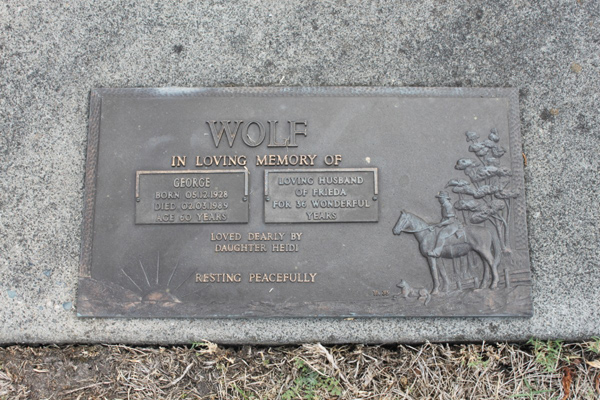 WOLF
IN LOVING MEMORY OF
GEORGE
BORN 05.12.1928
DIED 02.03.1989
AGE 60 YEARS
LOVING HUSBAND
OF FRIEDA
FOR 36 WONDERFUL
YEARS
LOVED DEARLY BY
DAUGHTER HEIDI
RESTING PEACEFULLY